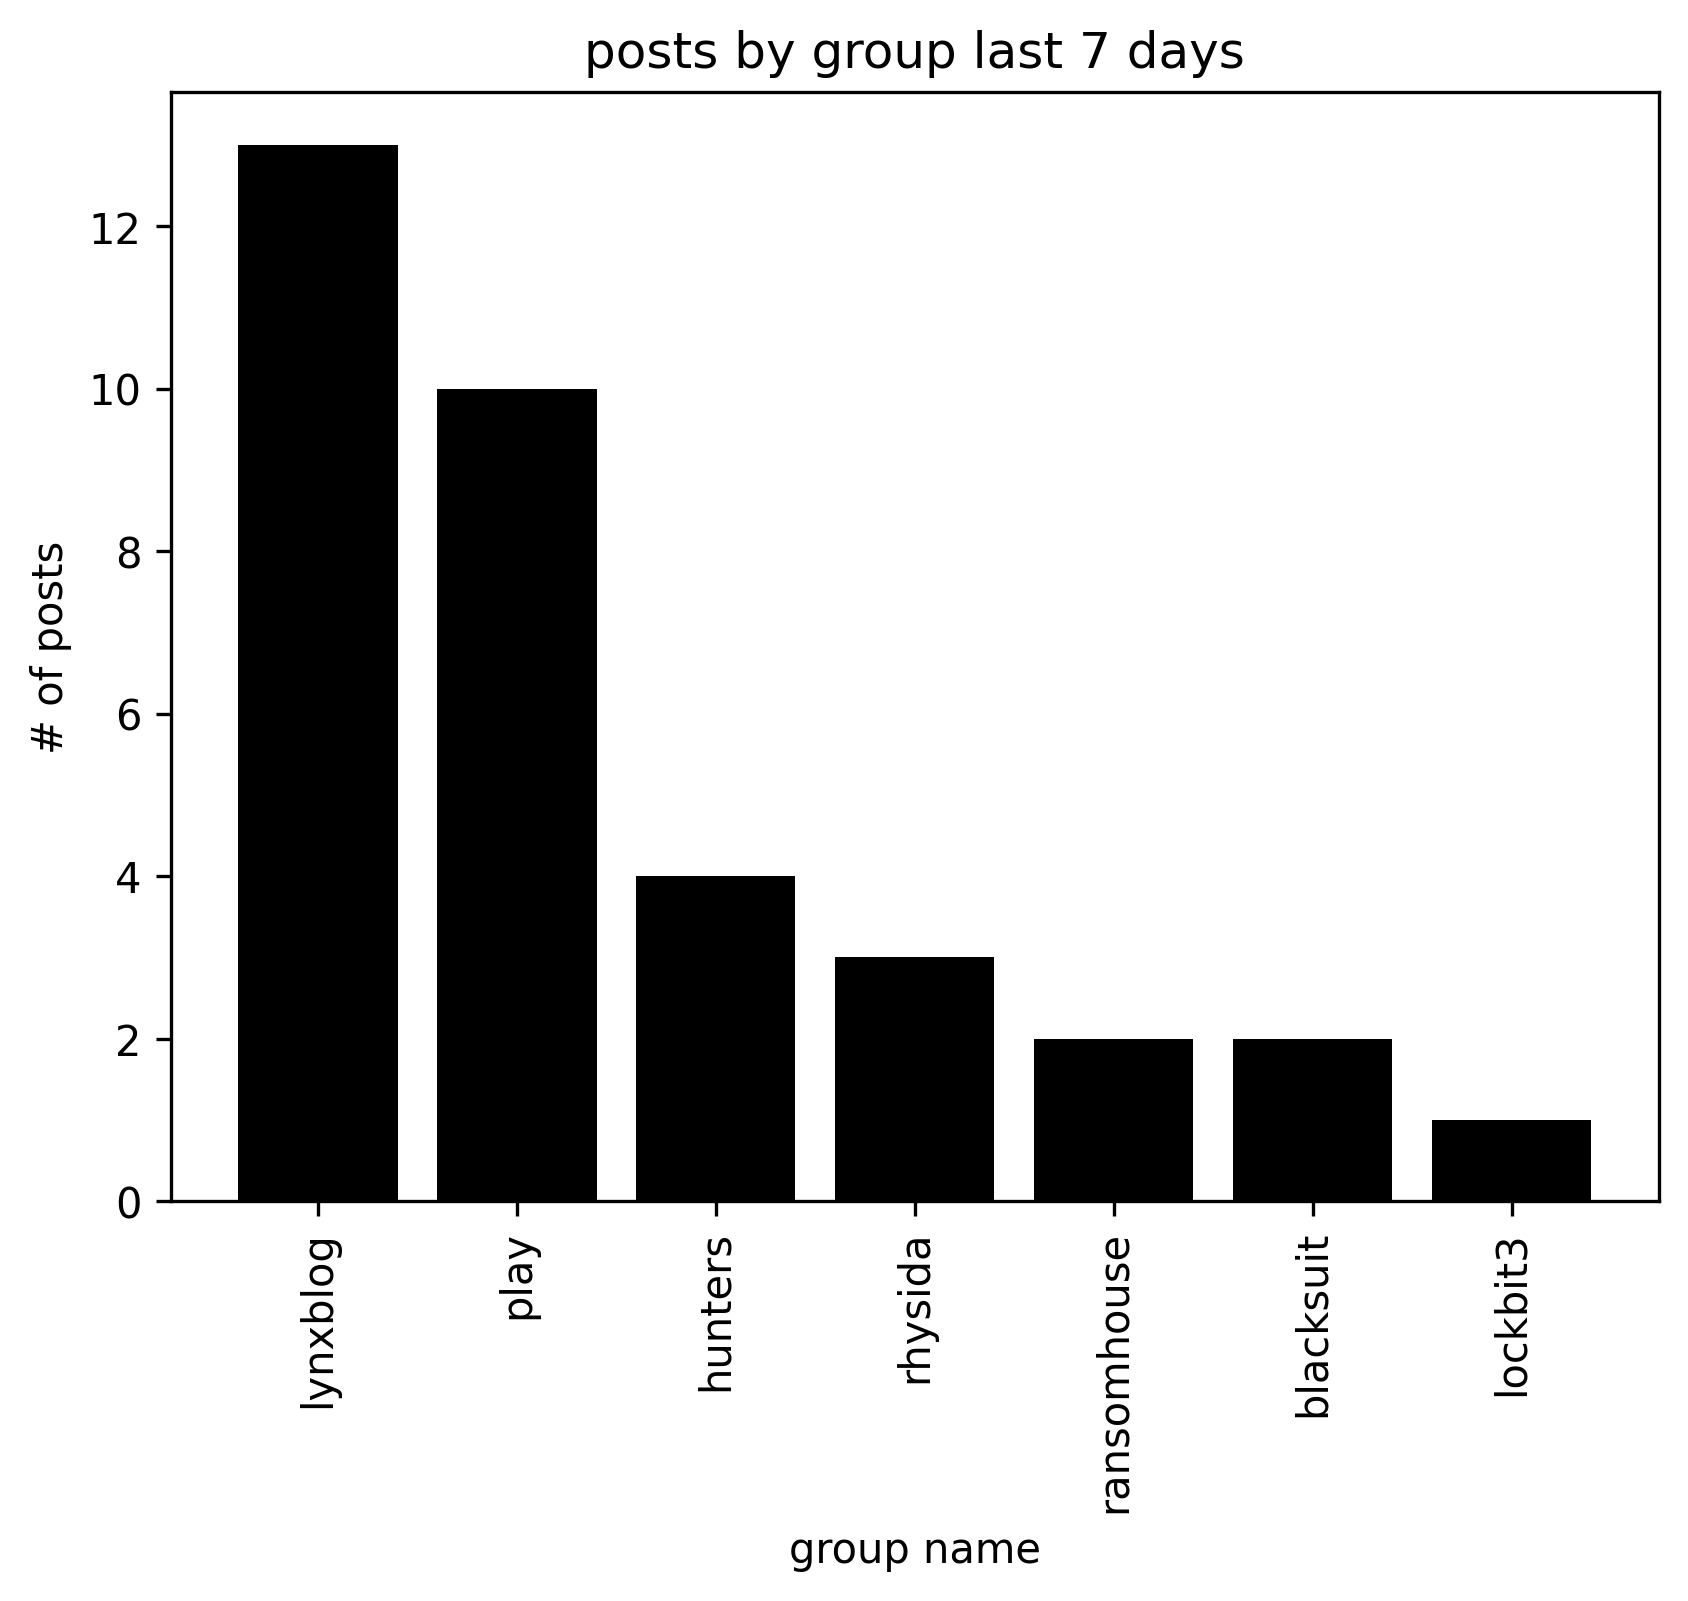 posts by group last 7 days
# of posts
12
10
8
6
4
2
0
lynxblog
play
hunters
rhysida
ransomhouse
blacksuit
lockbit3
group name